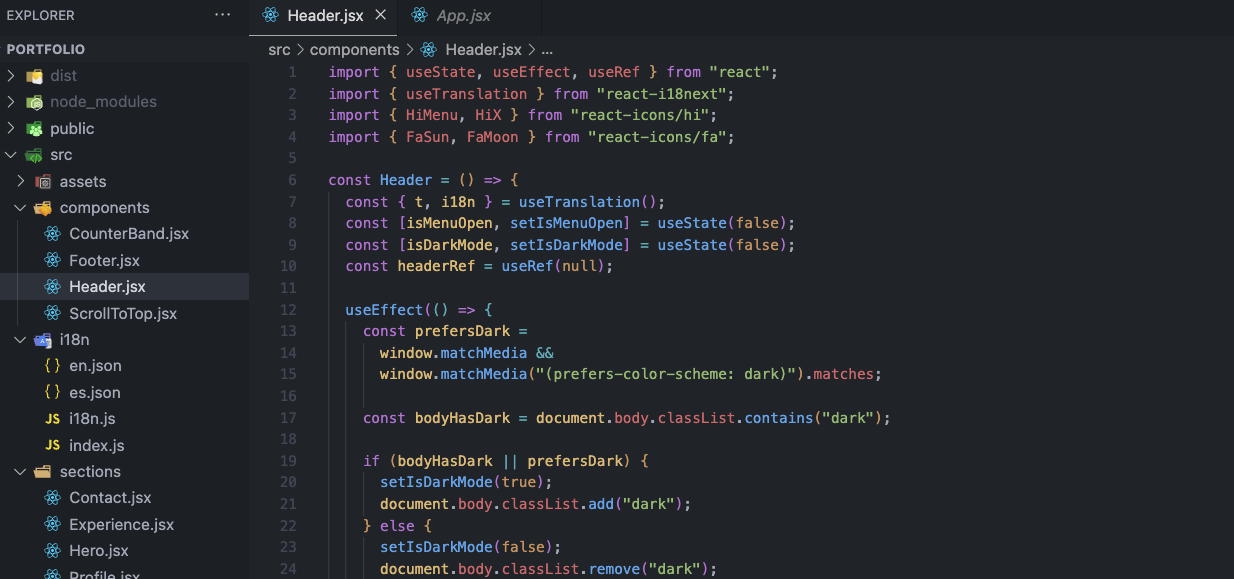 EXPLORER
PORTFOLIO
dist
node_modules
public
src
assets
components
CounterBand.jsx
Footer.jsx
Header.jsx
ScrollToTop.jsx
i18n
{} en.json
{} es.json
JS i18n.js
JS index.js
sections
Contact.jsx
Experience.jsx
Hero.jsx
Profile.jsx
Header.jsx
App.jsx
src > components > Header.jsx > ...
1 import { useState, useEffect, useRef } from "react";
2 import { useTranslation } from "react-i18next";
3 import { HiMenu, HiX } from "react-icons/hi";
4 import { FaSun, FaMoon } from "react-icons/fa";
5
6 const Header = () => {
7 const { t, i18n } = useTranslation();
8 const [isMenuOpen, setIsMenuOpen] = useState(false);
9 const [isDarkMode, setIsDarkMode] = useState(false);
10 const headerRef = useRef(null);
11
12 useEffect(() => {
13 const prefersDark =
14 window.matchMedia &&
15 window.matchMedia("(prefers-color-scheme: dark)").matches;
16
17 const bodyHasDark = document.body.classList.contains("dark");
18
19 if (bodyHasDark || prefersDark) {
20 setIsDarkMode(true);
21 document.body.classList.add("dark");
22 } else {
23 setIsDarkMode(false);
24 document.body.classList.remove("dark");